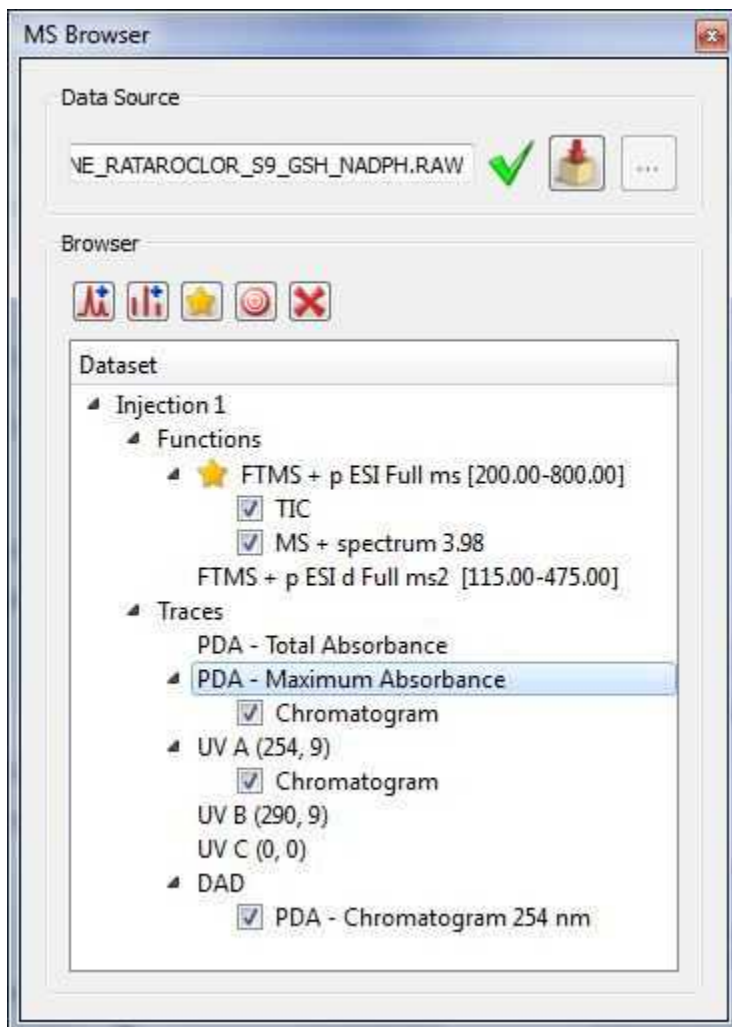 MS Browser
Data Source
NE_RATAROCLOR_S9_GSH_NADPH.RAW
...
Browser
Dataset
Injection 1
Functions
FTMS + p ESI Full ms [200.00-800.00]
TIC
MS + spectrum 3.98
FTMS + p ESI d Full ms2 [115.00-475.00]
Traces
PDA - Total Absorbance
PDA - Maximum Absorbance
Chromatogram
UV A (254, 9)
Chromatogram
UV B (290, 9)
UV C (0, 0)
DAD
PDA - Chromatogram 254 nm